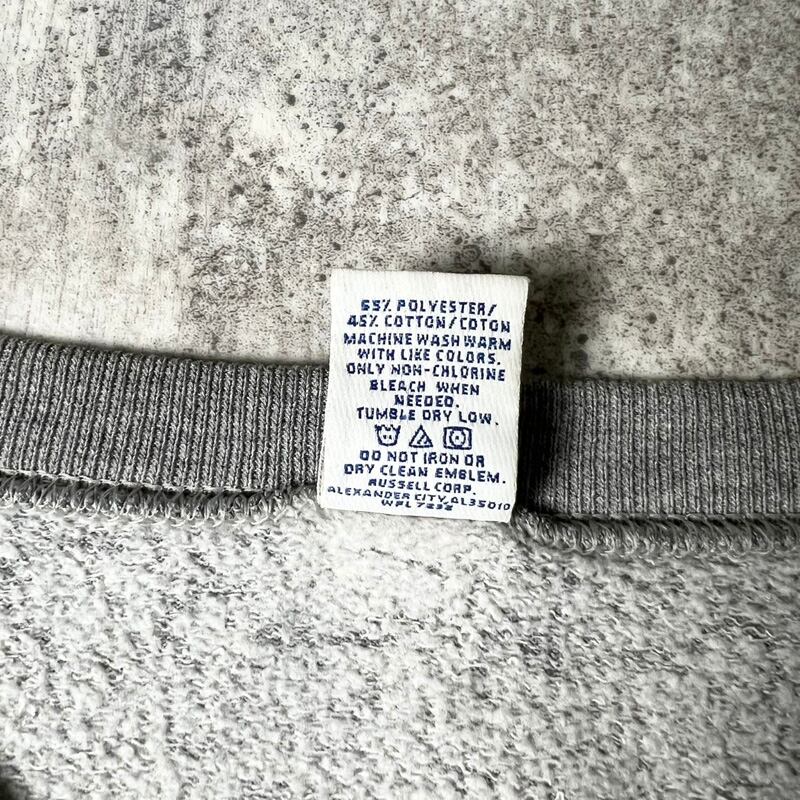 55% POLYESTER/
45% COTTON/COTON
MACHINE WASH WARM
WITH LIKE COLORS.
ONLY NON-CHLORINE
BLEACH WHEN
NEEDED.
TUMBLE DRY LOW.
DO NOT IRON OR
DRY CLEAN EMBLEM.
RUSSELL CORP.
ALEXANDER CITY, AL35010
WPL